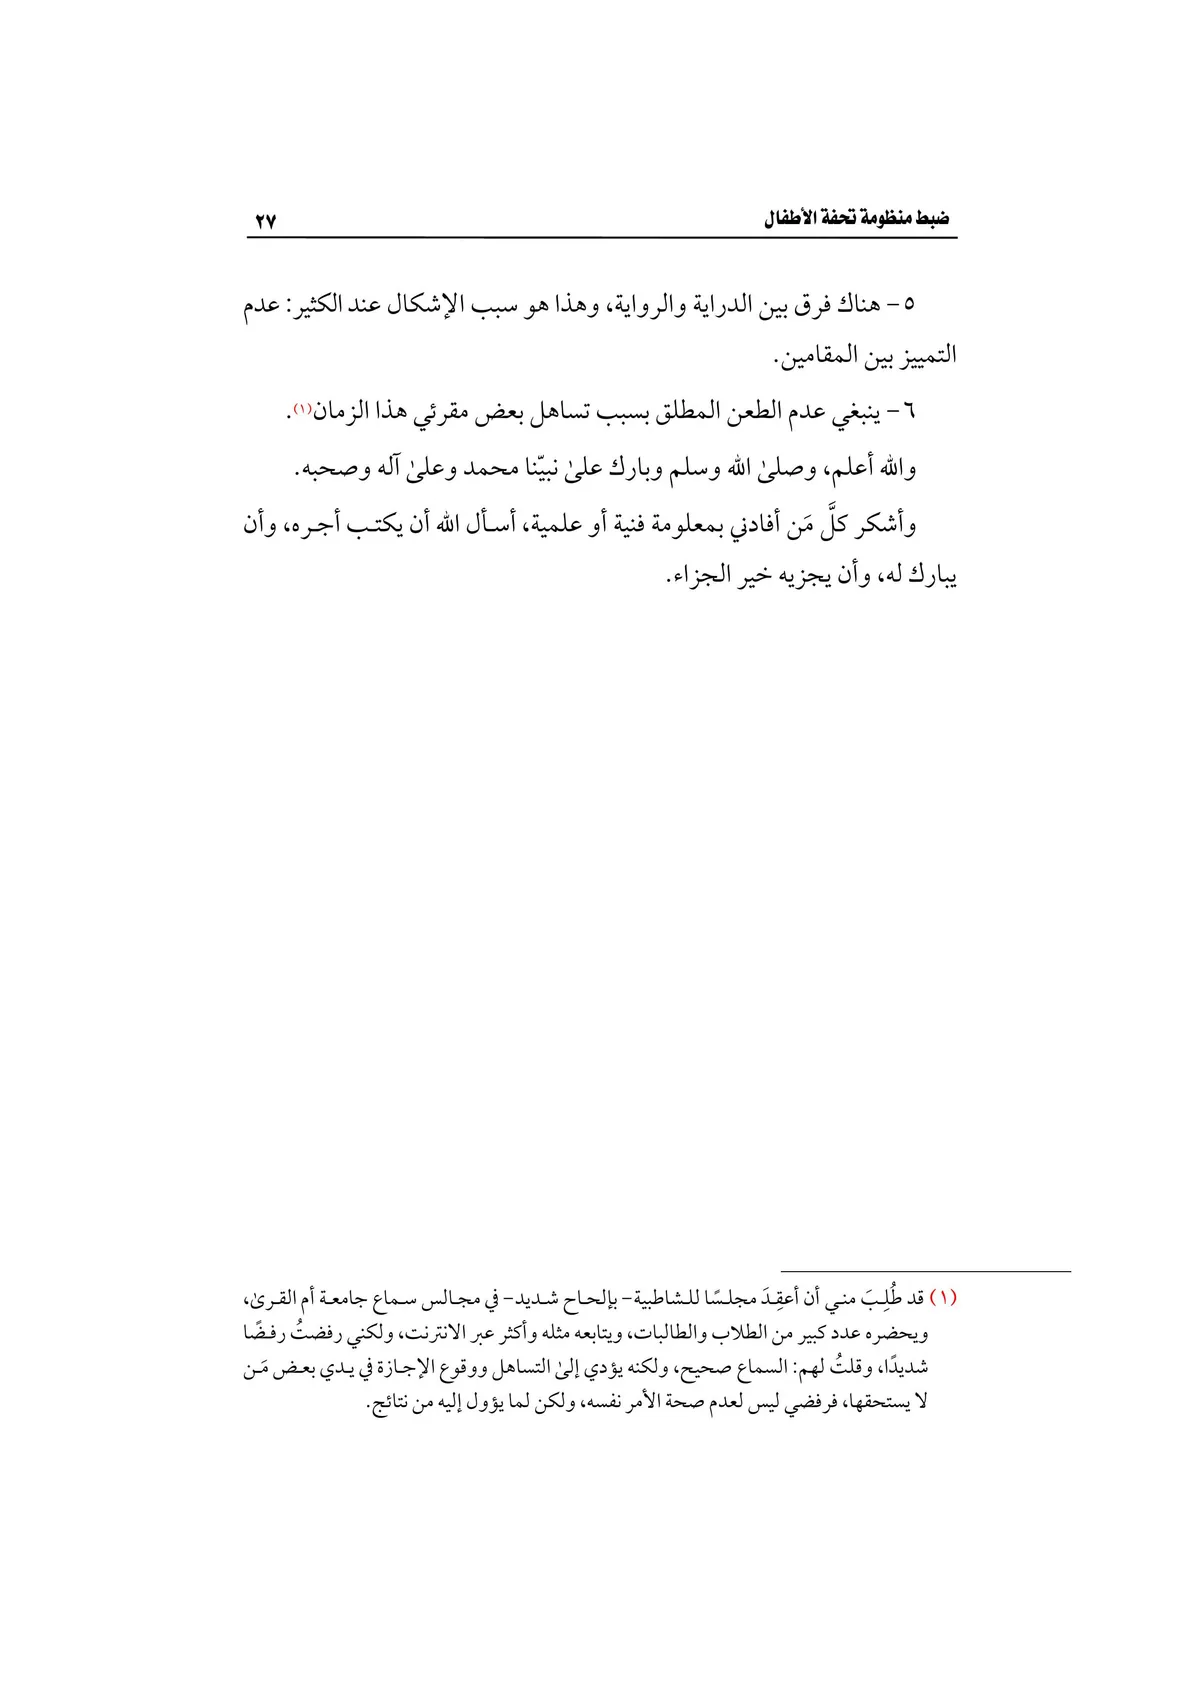 ضبط منظومة تحفة الأطفال ٢٧
٥- هناك فرق بين الدراية والرواية، وهذا هو سبب الإشكال عند الكثير: عدم
التمييز بين المقامين.
٦- ينبغي عدم الطعن المطلق بسبب تساهل بعض مقرئي هذا الزمان(١).
والله أعلم، وصلىٰ الله وسلم وبارك علىٰ نبيّنا محمد وعلىٰ آله وصحبه.
وأشكر كلَّ مَن أفادني بمعلومة فنية أو علمية، أسأل الله أن يكتب أجره، وأن
يبارك له، وأن يجزيه خير الجزاء.
(١) قد طُلِبَ مني أن أعقِدَ مجلسًا للشاطبية- بإلحاح شديد- في مجالس سماع جامعة أم القرىٰ،
ويحضره عدد كبير من الطلاب والطالبات، ويتابعه مثله وأكثر عبر الانترنت، ولكني رفضتُ رفضًا
شديدًا، وقلتُ لهم: السماع صحيح، ولكنه يؤدي إلىٰ التساهل ووقوع الإجازة في يدي بعض مَن
لا يستحقها، فرفضي ليس لعدم صحة الأمر نفسه، ولكن لما يؤول إليه من نتائج.